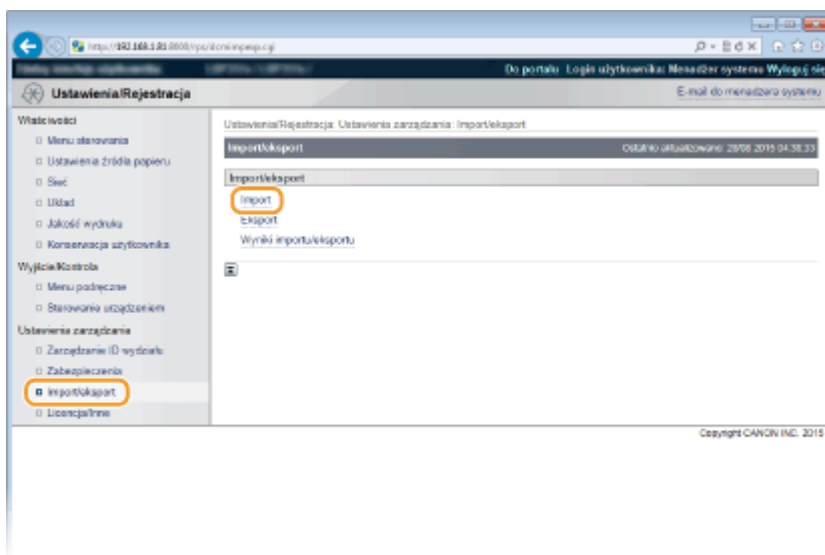 Do portalu Login użytkownika: Menadżer systemu Wyloguj się
Ustawienia/Rejestracja
E-mail do menadżera systemu
Właściwości
Menu sterowania
Ustawienia źródła papieru
Sieć
Układ
Jakość wydruku
Konserwacja użytkownika
Wyjście/Kontrola
Menu podręczne
Sterowanie urządzeniem
Ustawienia zarządzania
Zarządzanie ID wydziału
Zabezpieczenia
Import/eksport
Licencja/Inne
Ustawienia/Rejestracja: Ustawienia zarządzania: Import/eksport
Import/eksport
Ostatnio aktualizowane: 28/08 2015 04:38:33
Import/eksport
Import
Eksport
Wyniki importu/eksportu
Copyright CANON INC. 2015